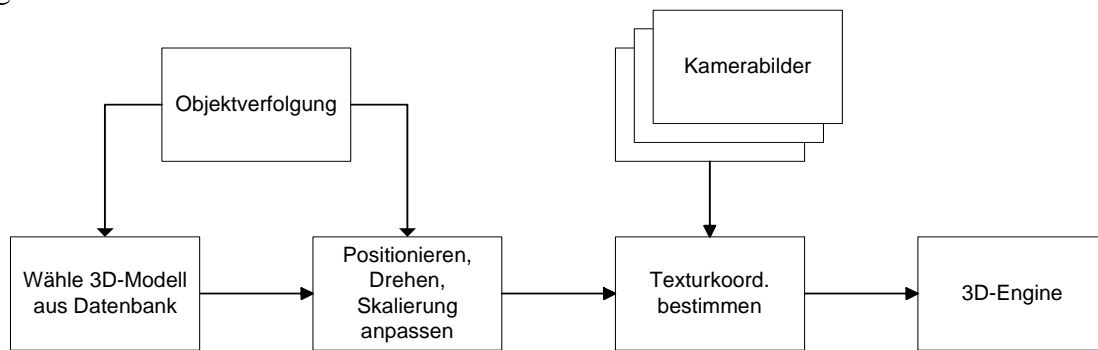 Objektverfolgung
Kamerabilder
Wähle 3D-Modell
aus Datenbank
Positionieren,
Drehen,
Skalierung
anpassen
Texturkoord.
bestimmen
3D-Engine